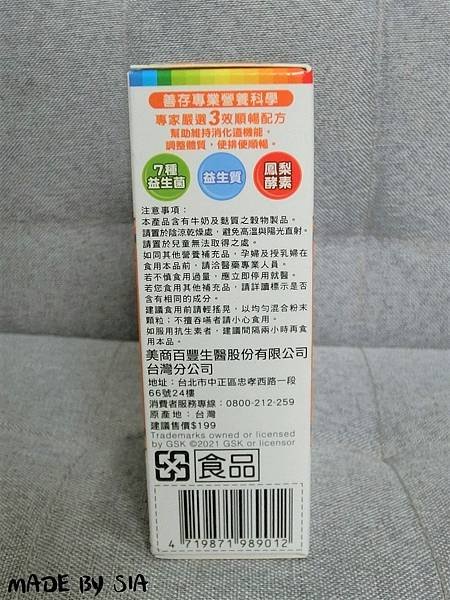 善存專業營養科學
專家嚴選3效順暢配方
幫助維持消化道機能，
調整體質，使排便順暢。
7種
益生菌
益生質
鳳梨
酵素
注意事項：
本產品含有牛奶及麩質之穀物製品。
請置於陰涼乾燥處，避免高溫與陽光直射。
請置於兒童無法取得之處。
如同其他營養補充品，孕婦及授乳婦在
食用本品前，請洽醫藥專業人員。
若不慎食用過量，應立即停用就醫。
若您食用其他補充品，請詳讀標示是否
含有相同的成分。
建議食用前請輕搖晃，以均勻混合粉末
顆粒；不擅吞嚥者請小心食用。
如服用抗生素者，建議間隔兩小時再食
用本品。
美商百豐生醫股份有限公司
台灣分公司
地址：台北市中正區忠孝西路一段
66號24樓
消費者服務專線：0800-212-259
原產地：台灣
建議售價$199
Trademarks owned or licensed
by GSK ©2021 GSK or licensor
食品
4 719871 989012
MADE BY SIA